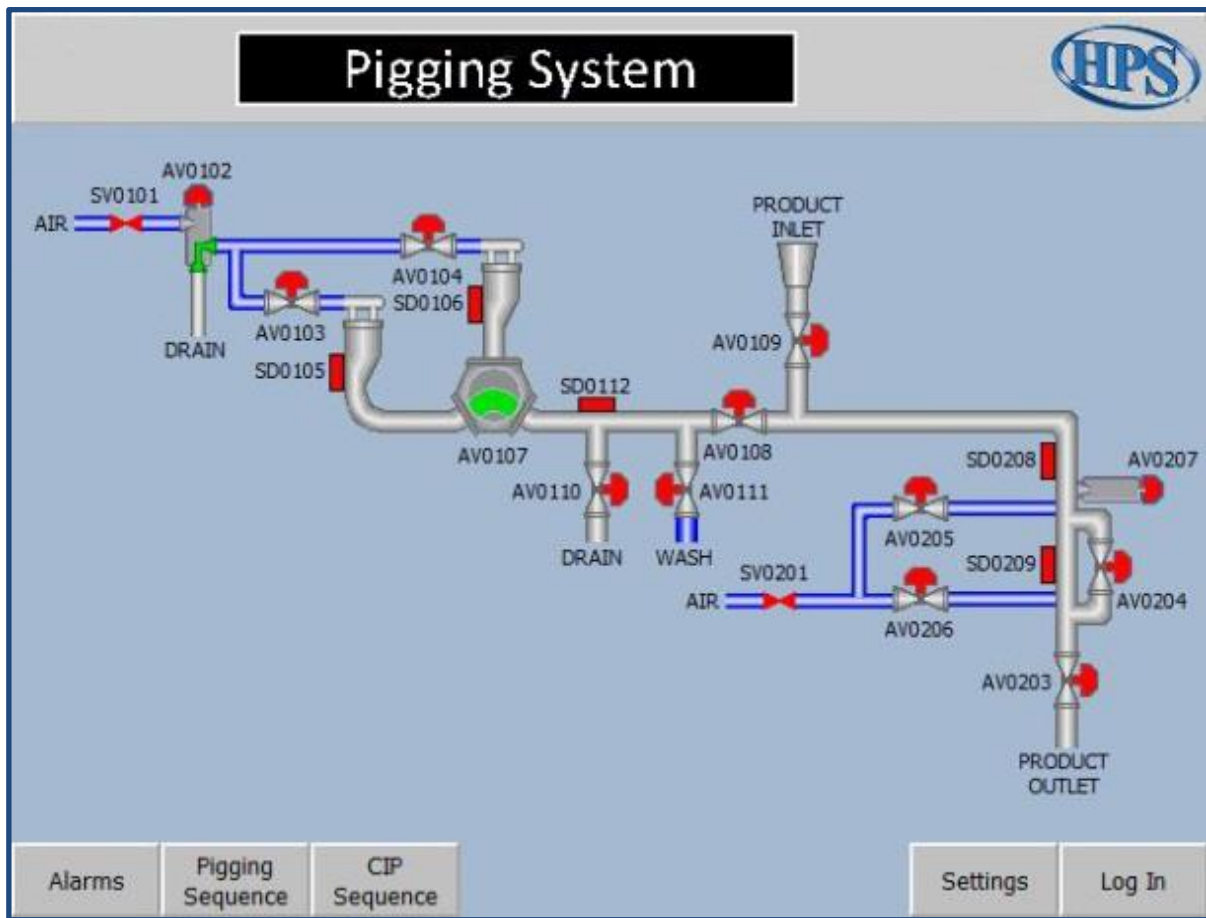 Pigging System
HPS
AV0102
SV0101
AIR
PRODUCT
INLET
AV0104
SD0106
AV0103
DRAIN
AV0109
SD0105
SD0112
AV0107
AV0108
SD0208
AV0207
AV0110
AV0111
AV0205
DRAIN
WASH
SV0201
SD0209
AIR
AV0204
AV0206
AV0203
PRODUCT
OUTLET
Alarms
Pigging
Sequence
CIP
Sequence
Settings
Log In